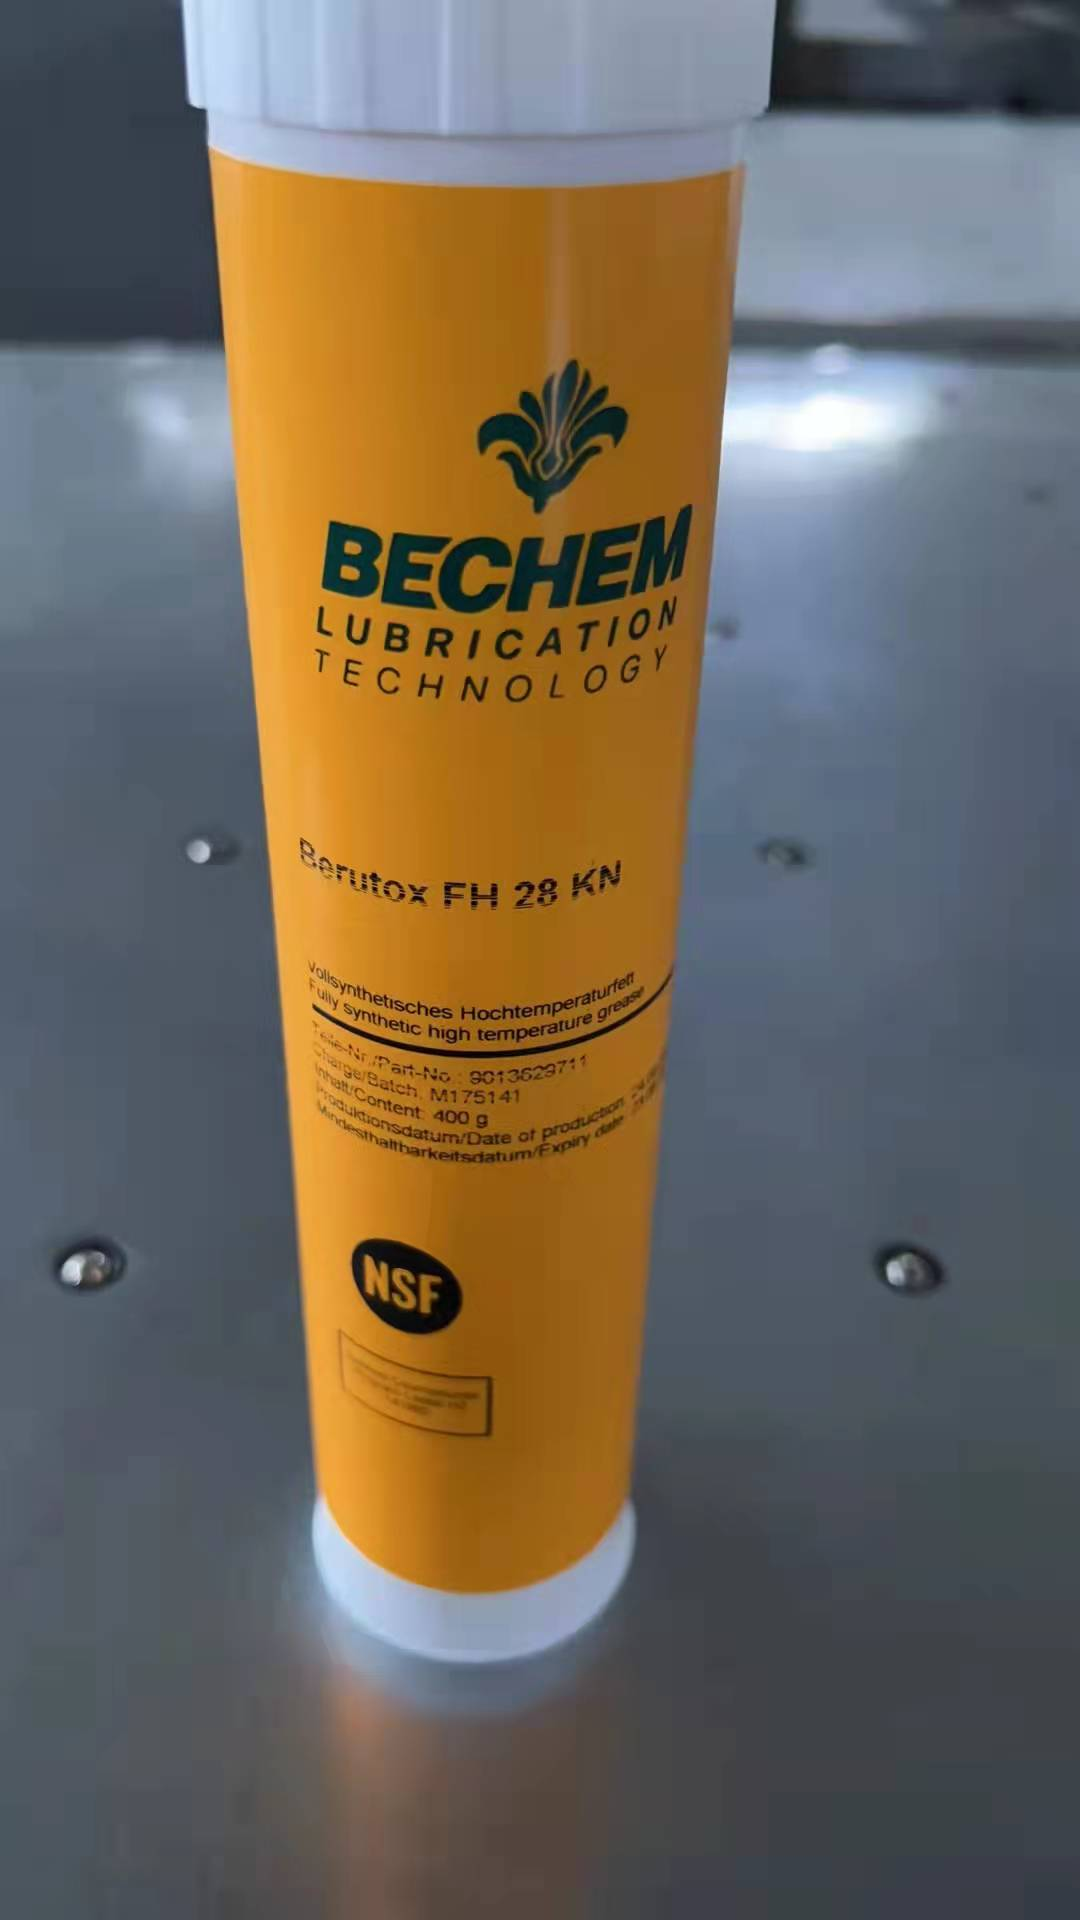 BECHEM
LUBRICATION
TECHNOLOGY
Berutox FH 28 KN
Vollsynthetisches Hochtemperaturfett
Fully synthetic high temperature grease
Teile-Nr./Part-No.: 9013629711
Charge/Batch: M175141
Inhalt/Content: 400 g
Produktionsdatum/Date of production:
Mindesthaltbarkeitsdatum/Expiry date:
NSF